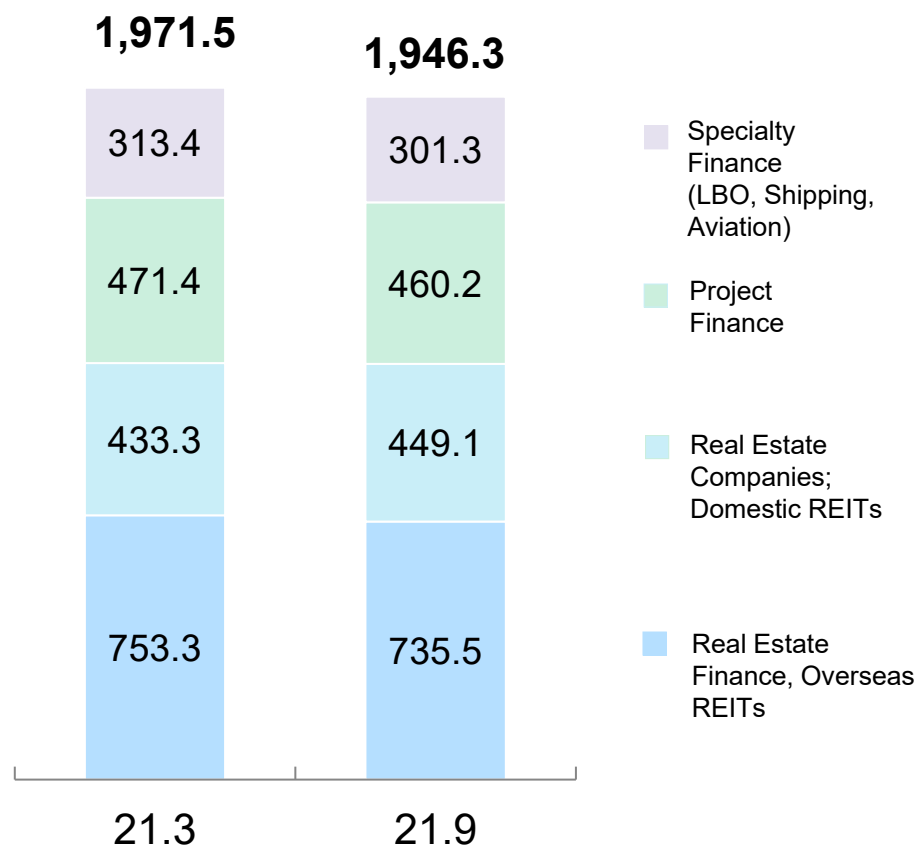 1,971.5
1,946.3
313.4
301.3
471.4
460.2
433.3
449.1
753.3
735.5
21.3
21.9
Specialty
Finance
(LBO, Shipping,
Aviation)
Project
Finance
Real Estate
Companies;
Domestic REITs
Real Estate
Finance, Overseas
REITs